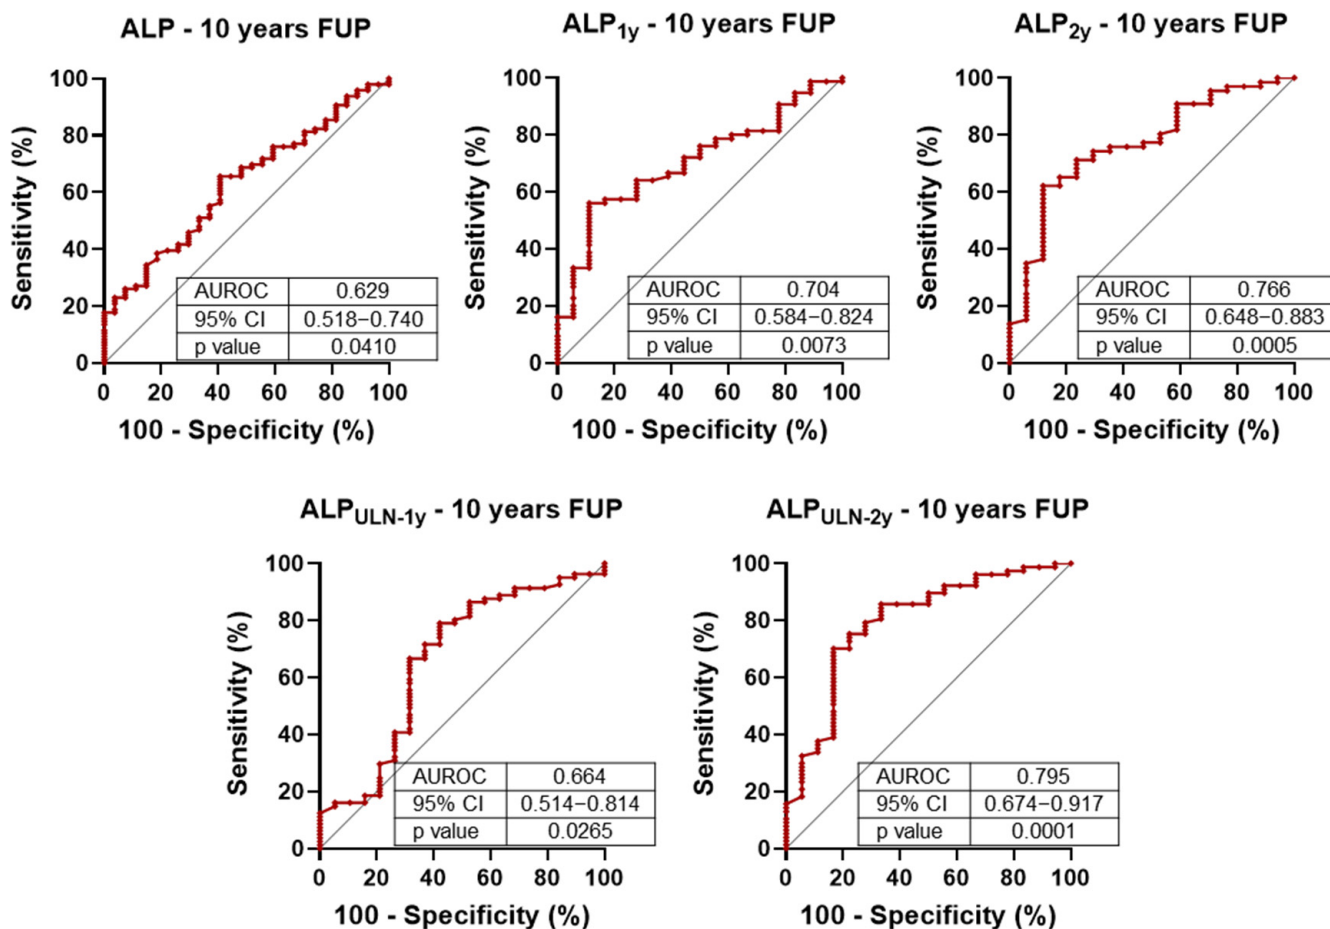 ALP - 10 years FUP
Sensitivity (%)
100
80
60
40
20
0
AUROC 0.629
95% CI 0.518−0.740
p value 0.0410
0 20 40 60 80 100
100 - Specificity (%)
ALP1y - 10 years FUP
Sensitivity (%)
100
80
60
40
20
0
AUROC 0.704
95% CI 0.584−0.824
p value 0.0073
0 20 40 60 80 100
100 - Specificity (%)
ALP2y - 10 years FUP
Sensitivity (%)
100
80
60
40
20
0
AUROC 0.766
95% CI 0.648−0.883
p value 0.0005
0 20 40 60 80 100
100 - Specificity (%)
ALPULN-1y - 10 years FUP
Sensitivity (%)
100
80
60
40
20
0
AUROC 0.664
95% CI 0.514−0.814
p value 0.0265
0 20 40 60 80 100
100 - Specificity (%)
ALPULN-2y - 10 years FUP
Sensitivity (%)
100
80
60
40
20
0
AUROC 0.795
95% CI 0.674−0.917
p value 0.0001
0 20 40 60 80 100
100 - Specificity (%)